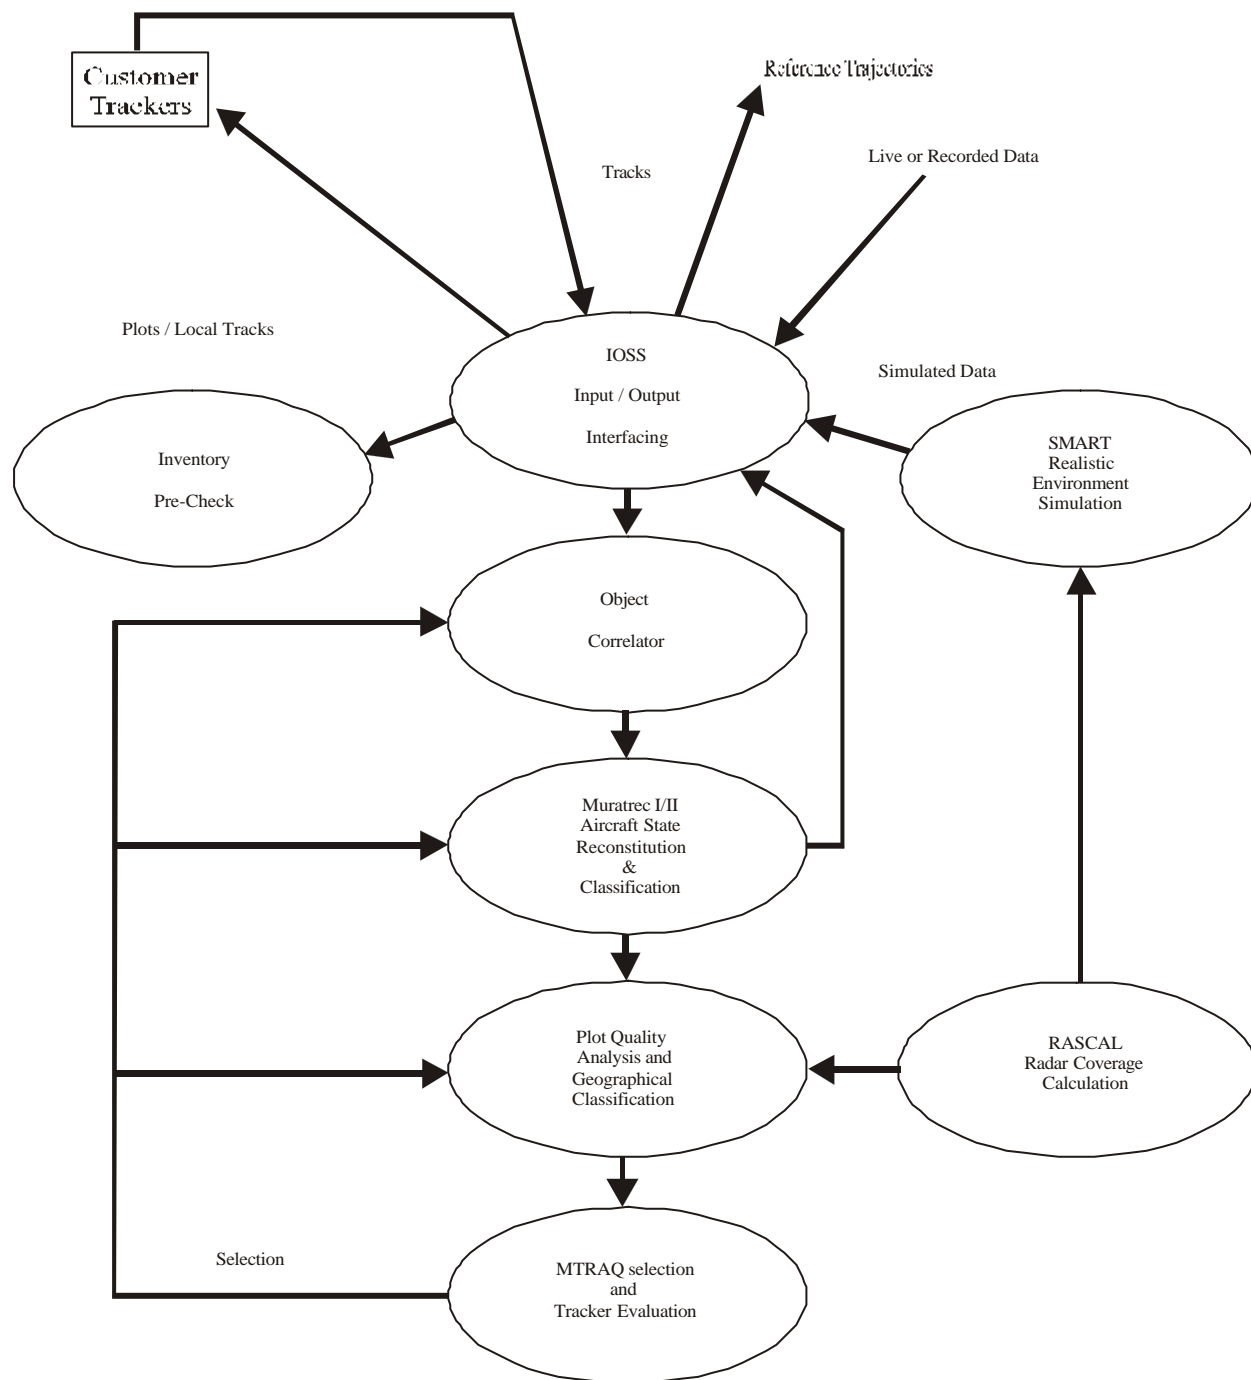 Customer
Trackers
Reference Trajectories
Live or Recorded Data
Tracks
Plots / Local Tracks
IOSS
Input / Output
Interfacing
Simulated Data
Inventory
Pre-Check
SMART
Realistic
Environment
Simulation
Object
Correlator
Muratrec I/II
Aircraft State
Reconstitution
&
Classification
Plot Quality
Analysis and
Geographical
Classification
RASCAL
Radar Coverage
Calculation
Selection
MTRAQ selection
and
Tracker Evaluation